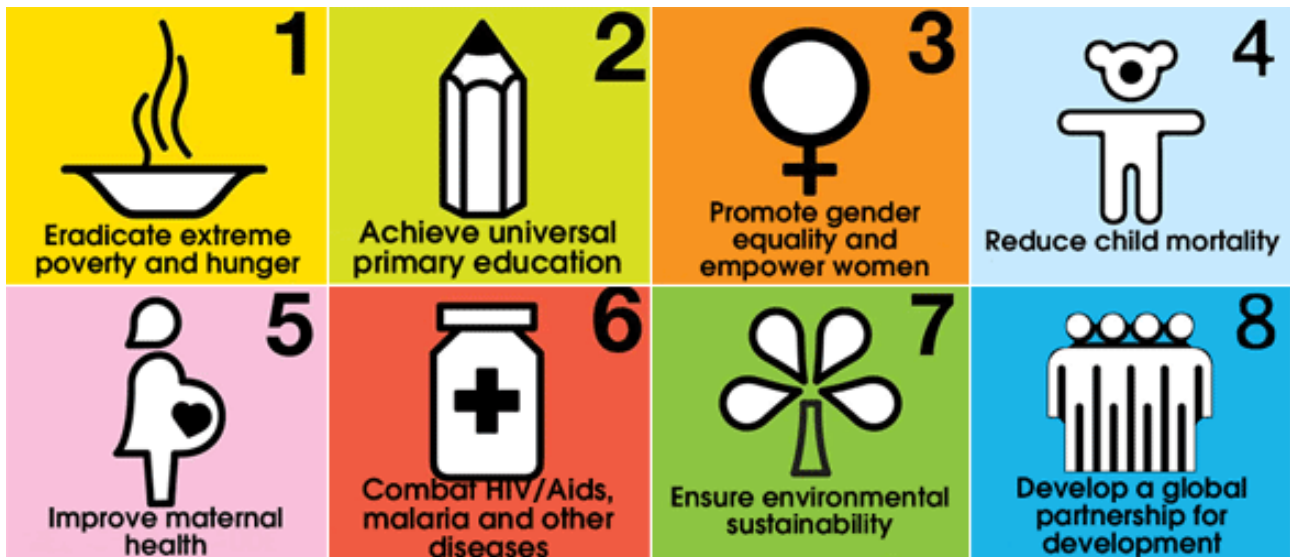 1
Eradicate extreme
poverty and hunger
2
Achieve universal
primary education
3
Promote gender
equality and
empower women
4
Reduce child mortality
5
Improve maternal
health
6
Combat HIV/Aids,
malaria and other
diseases
7
Ensure environmental
sustainability
8
Develop a global
partnership for
development